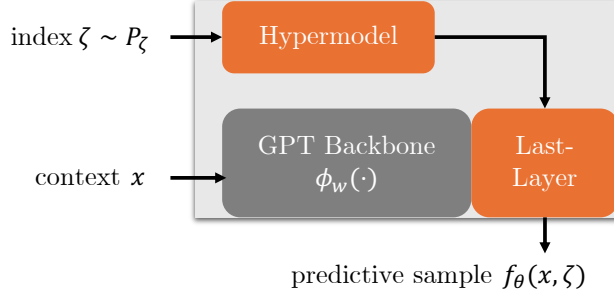 index ζ ~ P_ζ
Hypermodel
context x
GPT Backbone
ϕ_w(·)
Last-
Layer
predictive sample f_θ(x, ζ)